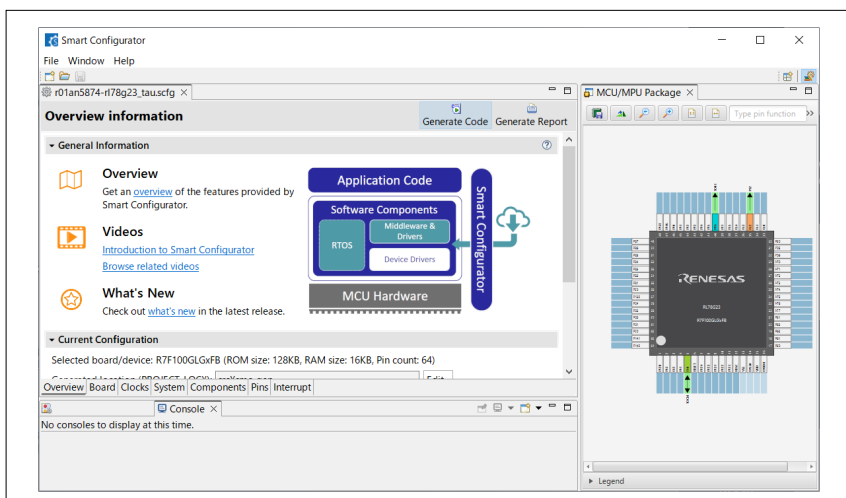 Smart Configurator
File Window Help
r01an5874-rl78g23_tau.scfg
Overview information
Generate Code Generate Report
General Information
Overview
Get an overview of the features provided by
Smart Configurator.
Videos
Introduction to Smart Configurator
Browse related videos
What's New
Check out what's new in the latest release.
Application Code
Software Components
RTOS
Middleware &
Drivers
Device Drivers
MCU Hardware
Smart Configurator
Current Configuration
Selected board/device: R7F100GLGxFB (ROM size: 128KB, RAM size: 16KB, Pin count: 64)
Overview Board Clocks System Components Pins Interrupt
Console
No consoles to display at this time.
MCU/MPU Package
Type pin function
RENESAS
RL78G23
R7F100GLGxFB
Legend